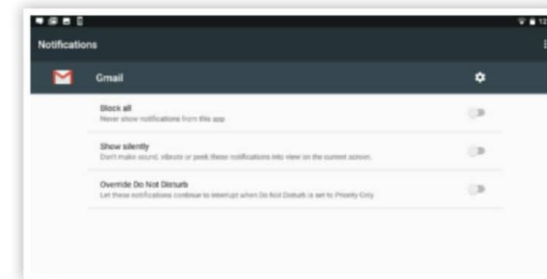 12
Notifications
Gmail
Block all
Never show notifications from this app
Show silently
Don't make sound, vibrate or peek these notifications into view on the current screen.
Override Do Not Disturb
Let these notifications continue to interrupt when Do Not Disturb is set to Priority Only